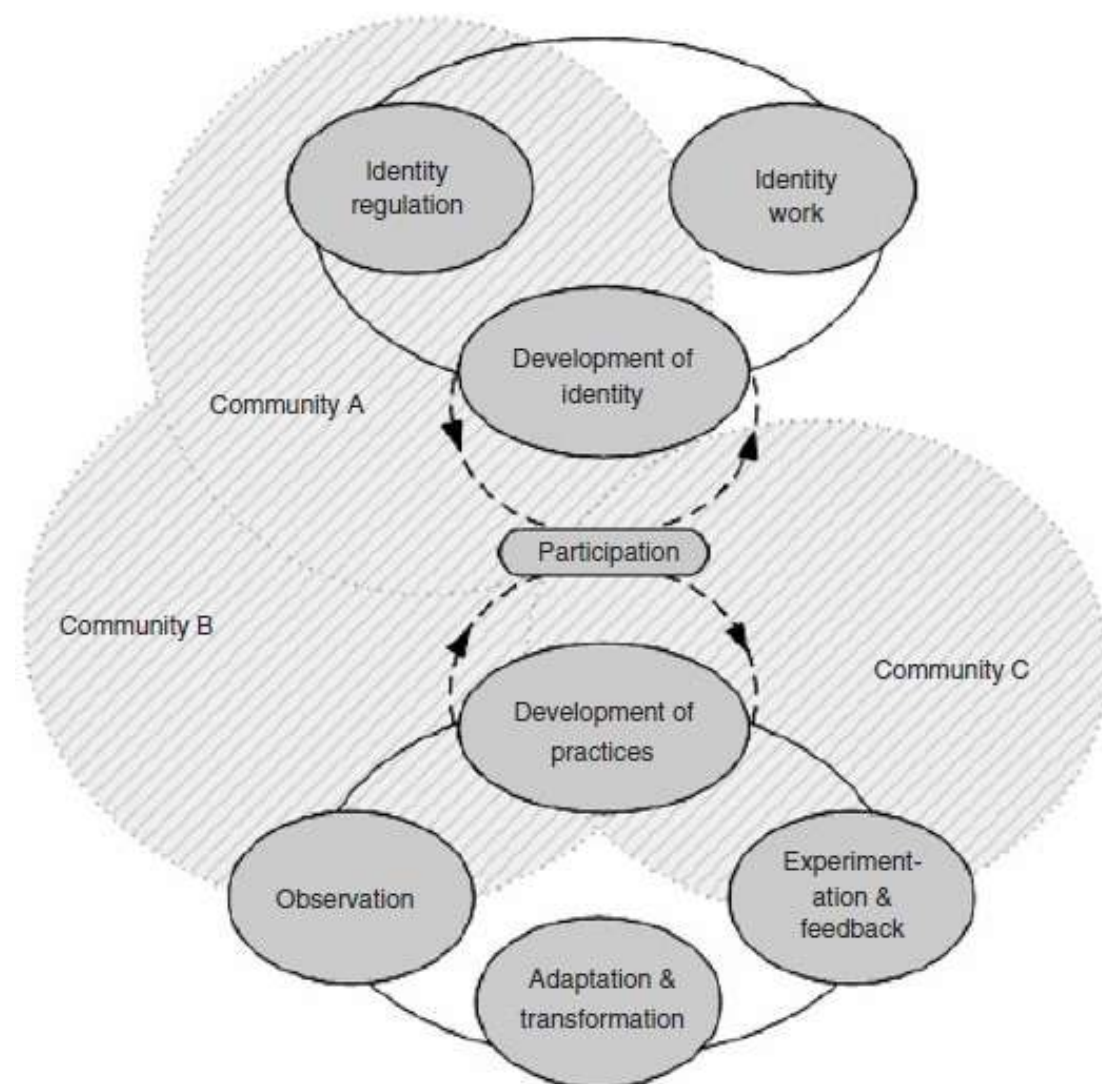 Identity
regulation
Identity
work
Development of
identity
Community A
Participation
Community B
Community C
Development of
practices
Observation
Experiment-
ation &
feedback
Adaptation &
transformation